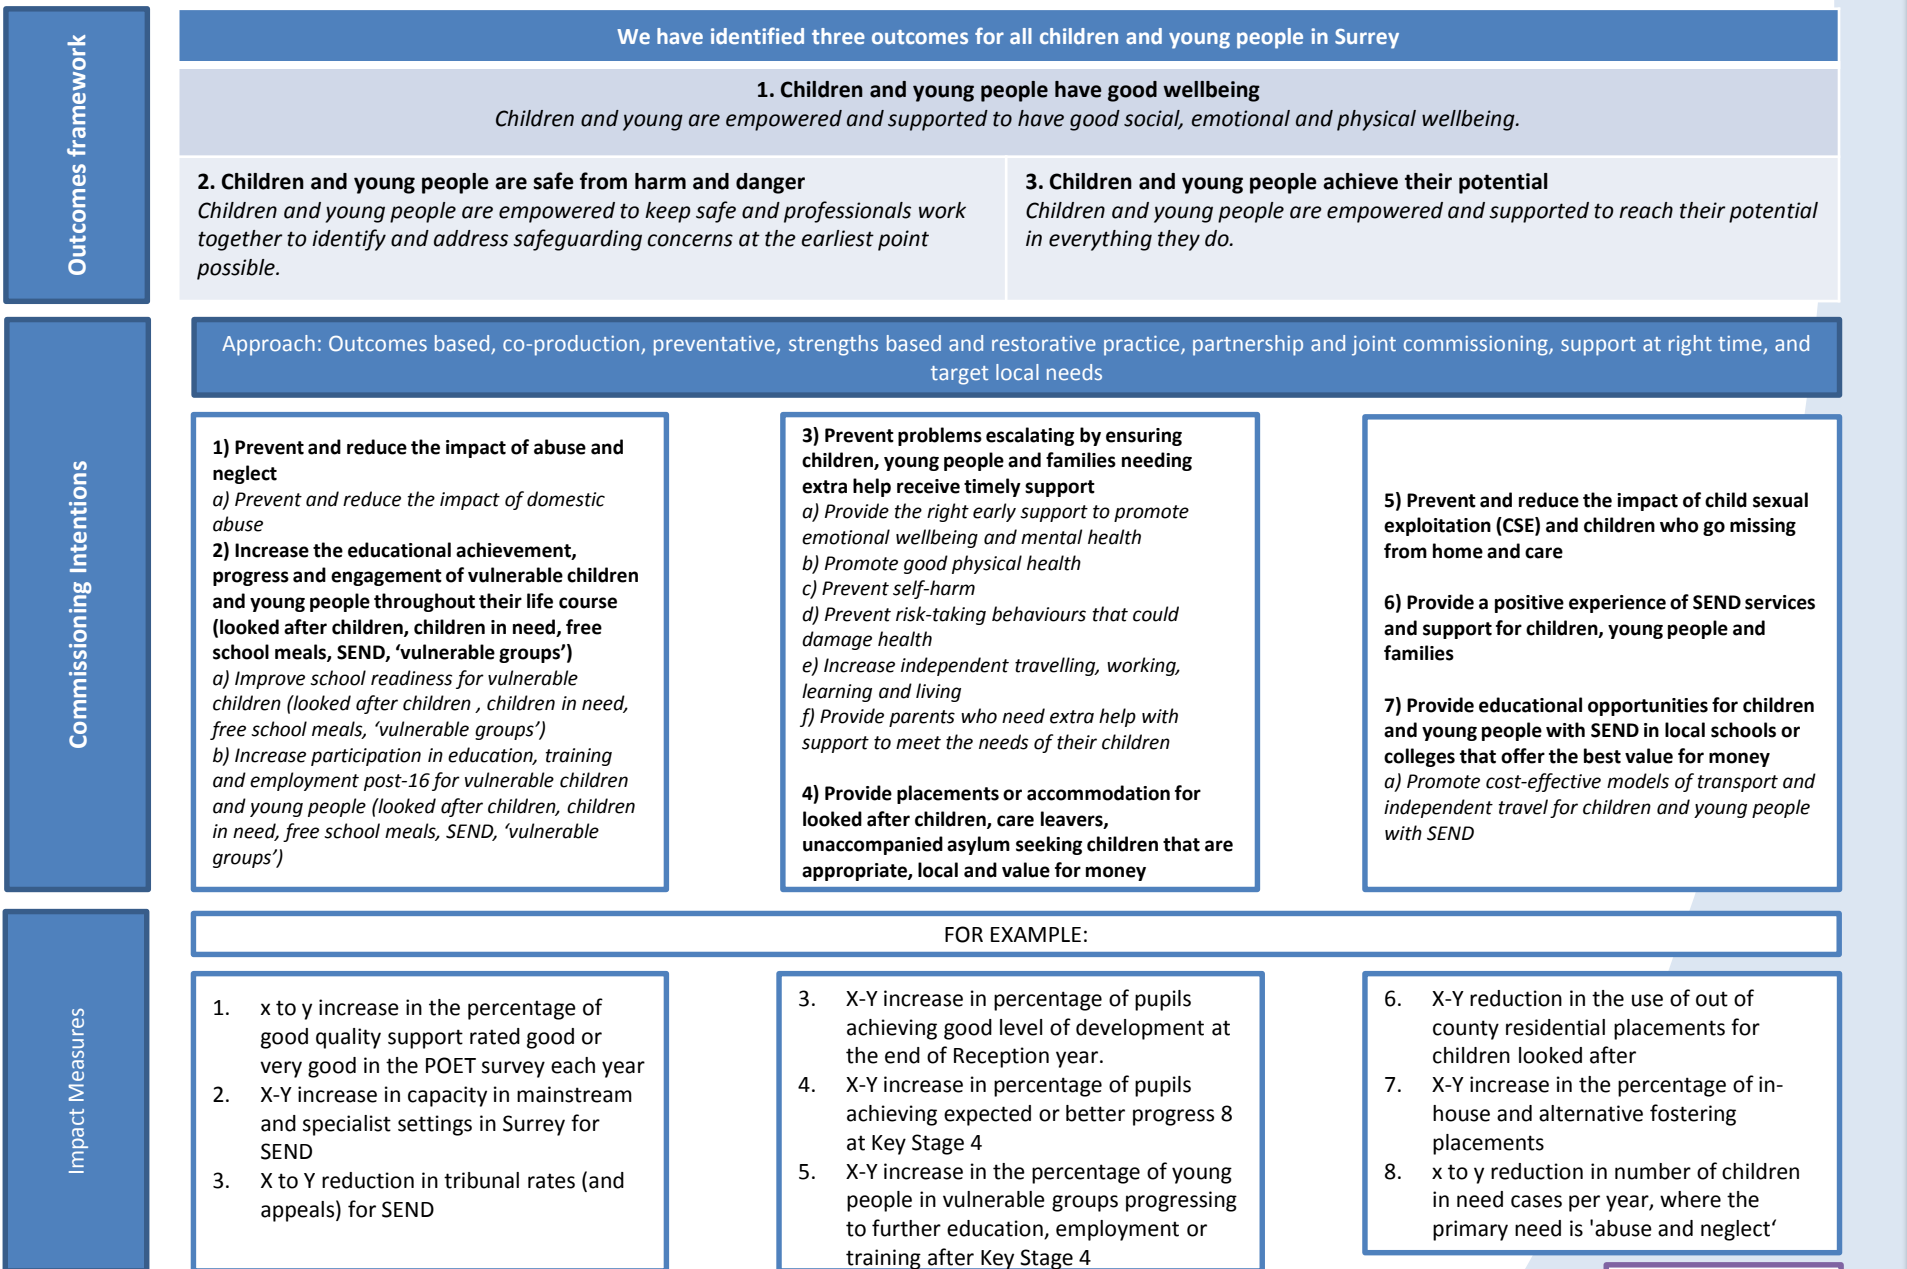 Outcomes framework
We have identified three outcomes for all children and young people in Surrey
1. Children and young people have good wellbeing
Children and young are empowered and supported to have good social, emotional and physical wellbeing.
2. Children and young people are safe from harm and danger
Children and young people are empowered to keep safe and professionals work
together to identify and address safeguarding concerns at the earliest point
possible.
3. Children and young people achieve their potential
Children and young people are empowered and supported to reach their potential
in everything they do.
Commissioning Intentions
Approach: Outcomes based, co-production, preventative, strengths based and restorative practice, partnership and joint commissioning, support at right time, and
target local needs
1) Prevent and reduce the impact of abuse and
neglect
a) Prevent and reduce the impact of domestic
abuse
2) Increase the educational achievement,
progress and engagement of vulnerable children
and young people throughout their life course
(looked after children, children in need, free
school meals, SEND, ‘vulnerable groups’)
a) Improve school readiness for vulnerable
children (looked after children , children in need,
free school meals, ‘vulnerable groups’)
b) Increase participation in education, training
and employment post-16 for vulnerable children
and young people (looked after children, children
in need, free school meals, SEND, ‘vulnerable
groups’)
3) Prevent problems escalating by ensuring
children, young people and families needing
extra help receive timely support
a) Provide the right early support to promote
emotional wellbeing and mental health
b) Promote good physical health
c) Prevent self-harm
d) Prevent risk-taking behaviours that could
damage health
e) Increase independent travelling, working,
learning and living
f) Provide parents who need extra help with
support to meet the needs of their children
4) Provide placements or accommodation for
looked after children, care leavers,
unaccompanied asylum seeking children that are
appropriate, local and value for money
5) Prevent and reduce the impact of child sexual
exploitation (CSE) and children who go missing
from home and care
6) Provide a positive experience of SEND services
and support for children, young people and
families
7) Provide educational opportunities for children
and young people with SEND in local schools or
colleges that offer the best value for money
a) Promote cost-effective models of transport and
independent travel for children and young people
with SEND
Impact Measures
FOR EXAMPLE:
1. x to y increase in the percentage of
good quality support rated good or
very good in the POET survey each year
2. X-Y increase in capacity in mainstream
and specialist settings in Surrey for
SEND
3. X to Y reduction in tribunal rates (and
appeals) for SEND
3. X-Y increase in percentage of pupils
achieving good level of development at
the end of Reception year.
4. X-Y increase in percentage of pupils
achieving expected or better progress 8
at Key Stage 4
5. X-Y increase in the percentage of young
people in vulnerable groups progressing
to further education, employment or
training after Key Stage 4
6. X-Y reduction in the use of out of
county residential placements for
children looked after
7. X-Y increase in the percentage of in-
house and alternative fostering
placements
8. x to y reduction in number of children
in need cases per year, where the
primary need is 'abuse and neglect‘